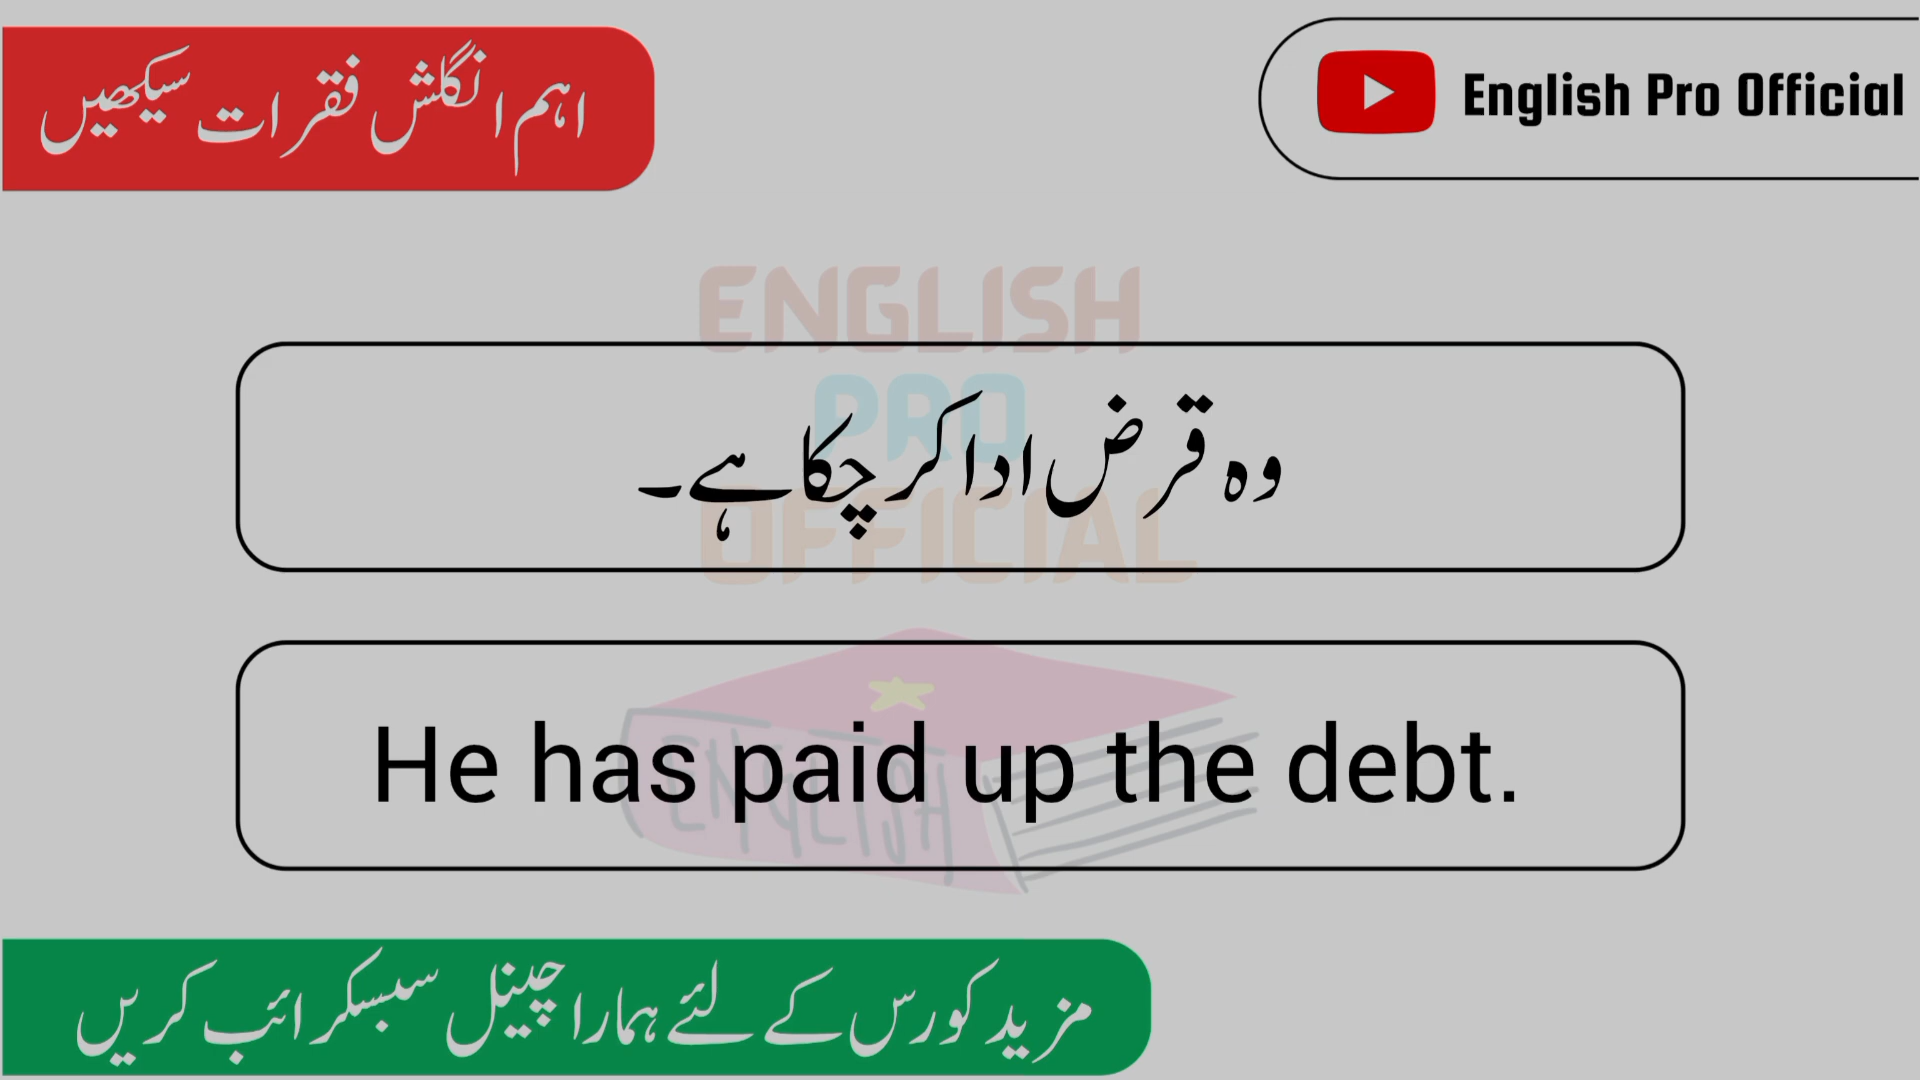 اہم انگلش فقرات سیکھیں
English Pro Official
ENGLISH
PRO
OFFICIAL
وہ قرض ادا کر چکا ہے۔
ENGLISH
He has paid up the debt.
مزید کورس کے لئے ہمارا چینل سبسکرائب کریں